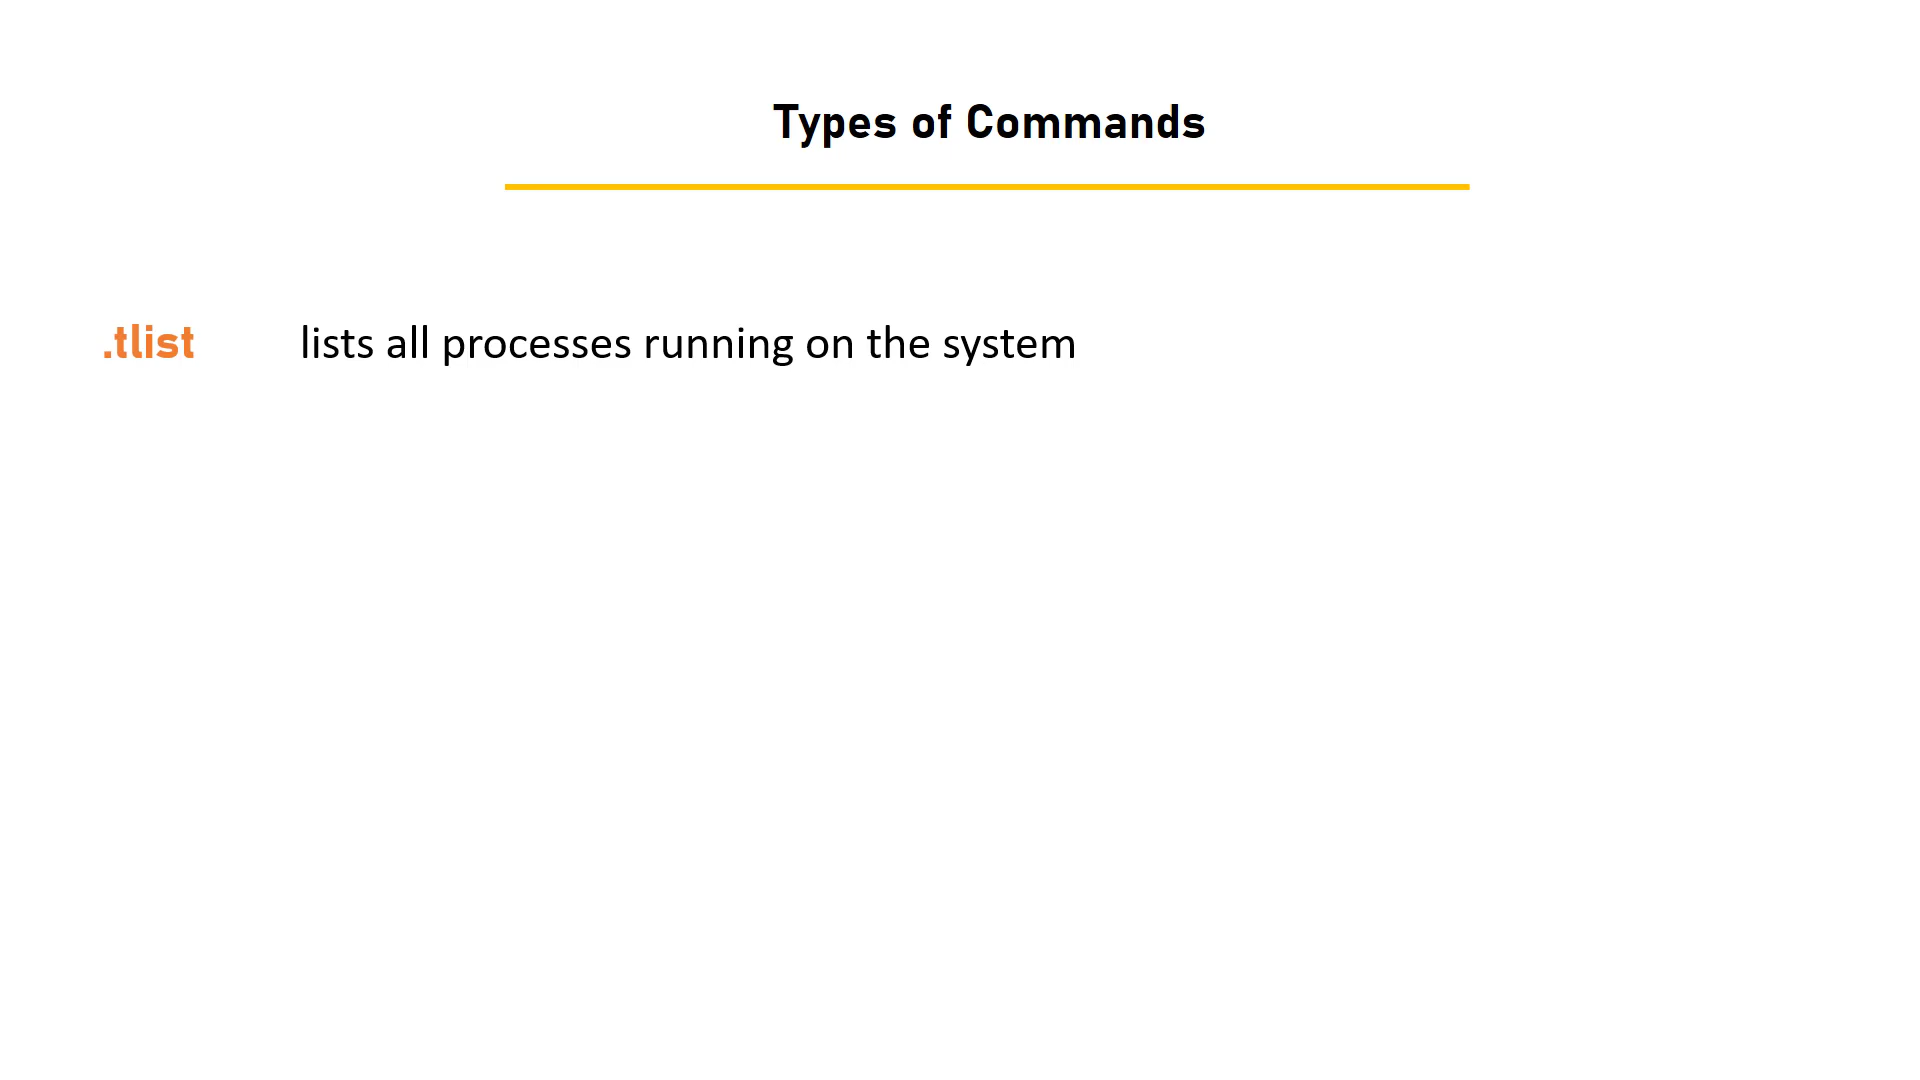 Types of Commands
.tlist lists all processes running on the system